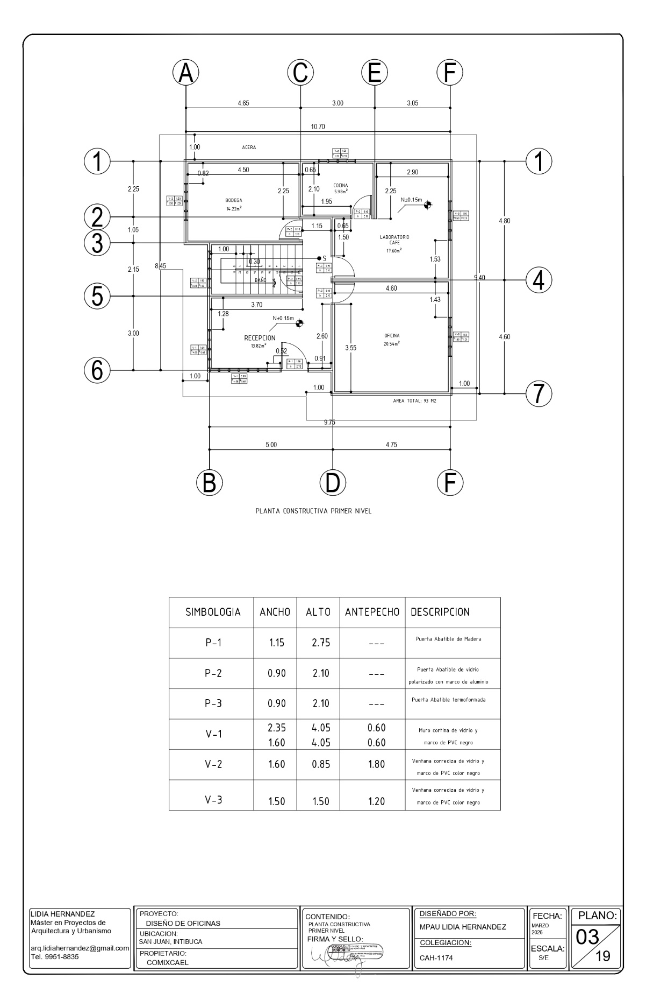 A
C
E
F
4.65
3.00
3.05
10.70
1.00
ACERA
1
1
0.82
4.50
0.65
2.90
2.25
2.25
2.10
COCINA
5.98m²
2.25
BODEGA
14.22m²
1.95
N±0.15m
2
4.80
1.05
1.15
0.65
1.50
LABORATORIO
CAFE
17.60m²
3
1.00
0.30
S
1.53
8.45
2.15
BAÑO
9.40
4
4.60
1.43
5
3.70
1.28
N±0.15m
3.00
RECEPCION
13.82m²
2.60
OFICINA
20.54m²
4.60
3.55
0.52
0.91
6
1.00
1.00
1.00
7
AREA TOTAL: 93 M2
9.75
5.00
4.75
B
D
F
PLANTA CONSTRUCTIVA PRIMER NIVEL
SIMBOLOGIA ANCHO ALTO ANTEPECHO DESCRIPCION
P-1 1.15 2.75 --- Puerta Abatible de Madera
P-2 0.90 2.10 --- Puerta Abatible de vidrio
polarizado con marco de aluminio
P-3 0.90 2.10 --- Puerta Abatible termoformada
V-1 2.35 4.05 0.60 Muro cortina de vidrio y
1.60 4.05 0.60 marco de PVC negro
V-2 1.60 0.85 1.80 Ventana corrediza de vidrio y
marco de PVC color negro
V-3 1.50 1.50 1.20 Ventana corrediza de vidrio y
marco de PVC color negro
LIDIA HERNANDEZ
Máster en Proyectos de
Arquitectura y Urbanismo
arq.lidiahernandez@gmail.com
Tel. 9951-8835
PROYECTO:
DISEÑO DE OFICINAS
UBICACION:
SAN JUAN, INTIBUCA
PROPIETARIO:
COMIXCAEL
CONTENIDO:
PLANTA CONSTRUCTIVA
PRIMER NIVEL
FIRMA Y SELLO:
DISEÑADO POR:
MPAU LIDIA HERNANDEZ
COLEGIACION:
CAH-1174
FECHA:
MARZO
2026
ESCALA:
S/E
PLANO:
03
19